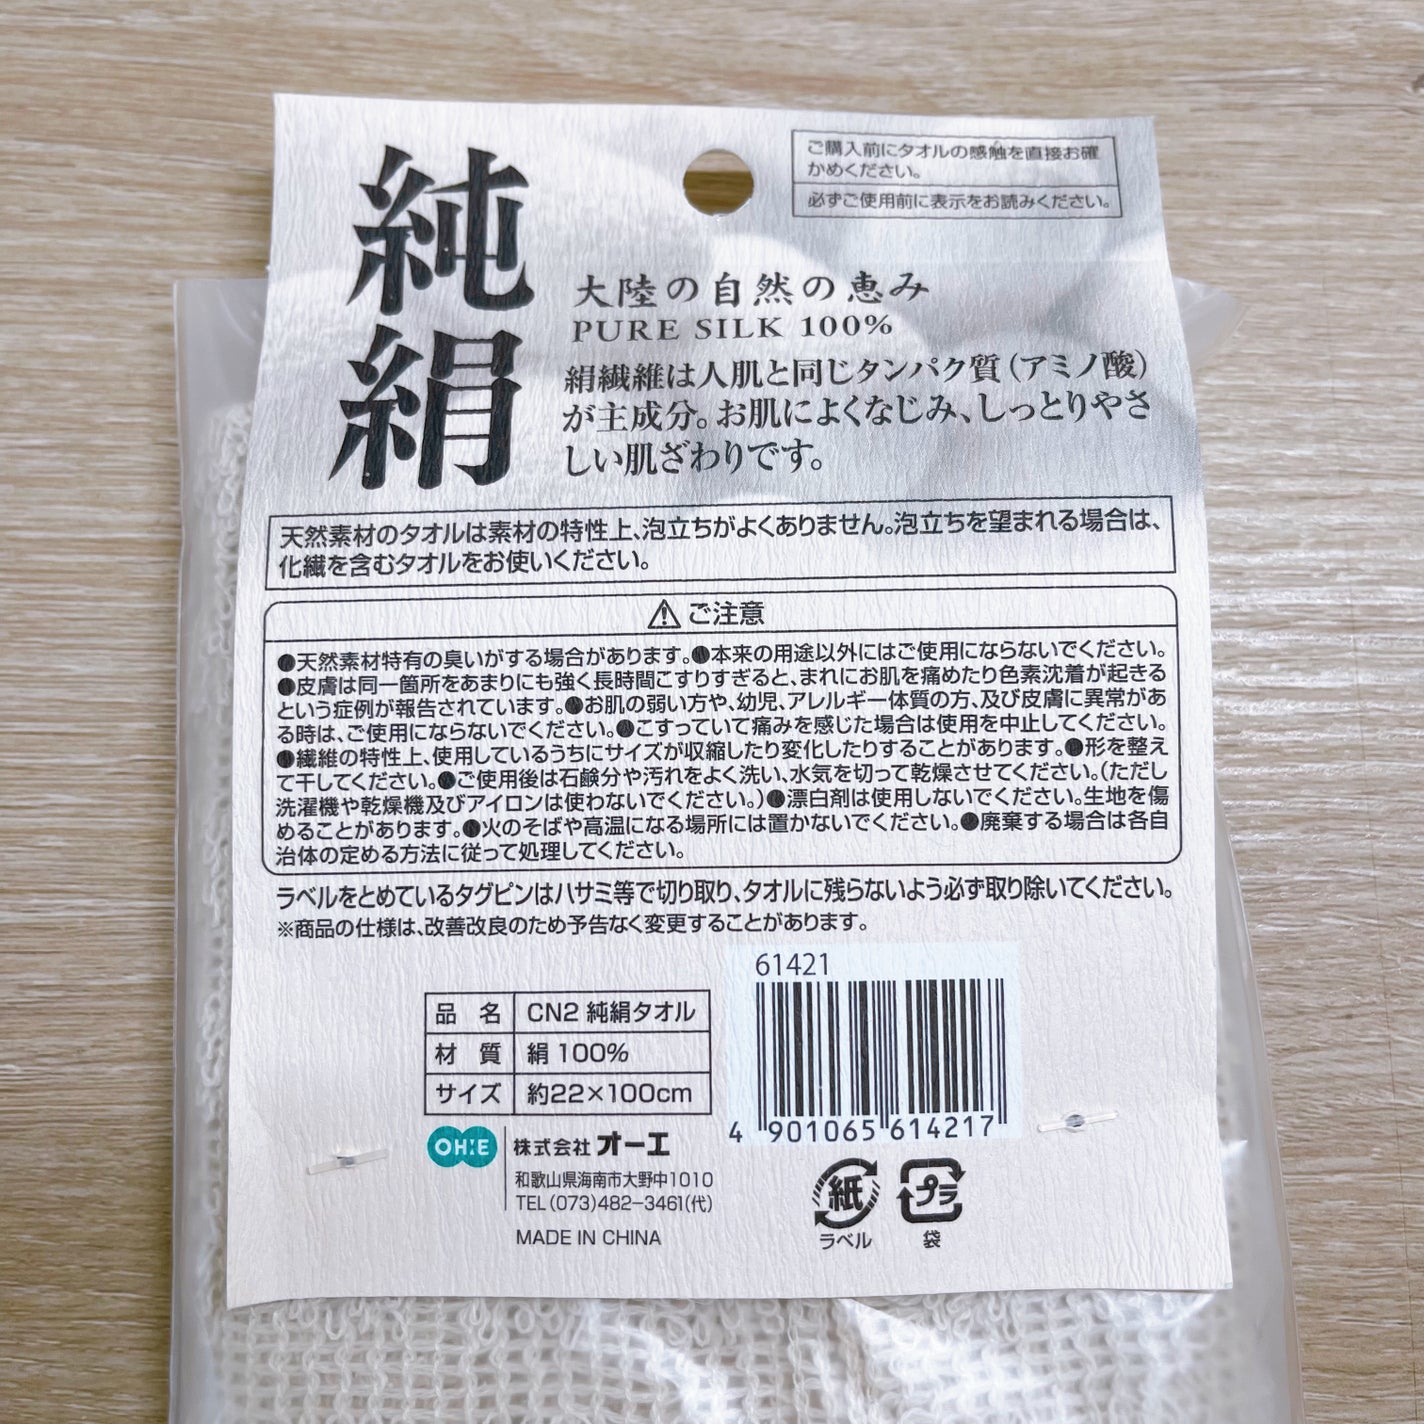 純絹
ご購入前にタオルの感触を直接お確
かめください。
必ずご使用前に表示をお読みください。
大陸の自然の恵み
PURE SILK 100%
絹繊維は人肌と同じタンパク質(アミノ酸)
が主成分。お肌によくなじみ、しっとりやさ
しい肌ざわりです。
天然素材のタオルは素材の特性上、泡立ちがよくありません。泡立ちを望まれる場合は、
化繊を含むタオルをお使いください。
⚠ご注意
●天然素材特有の臭いがする場合があります。●本来の用途以外にはご使用にならないでください。
●皮膚は同一箇所をあまりにも強く長時間こすりすぎると、まれにお肌を痛めたり色素沈着が起きる
という症例が報告されています。●お肌の弱い方や、幼児、アレルギー体質の方、及び皮膚に異常があ
る時は、ご使用にならないでください。●こすっていて痛みを感じた場合は使用を中止してください。
●繊維の特性上、使用しているうちにサイズが収縮したり変化したりすることがあります。●形を整え
て干してください。●ご使用後は石鹸分や汚れをよく洗い、水気を切って乾燥させてください。(ただし
洗濯機や乾燥機及びアイロンは使わないでください。)●漂白剤は使用しないでください。生地を傷
めることがあります。●火のそばや高温になる場所には置かないでください。●廃棄する場合は各自
治体の定める方法に従って処理してください。
ラベルをとめているタグピンはハサミ等で切り取り、タオルに残らないよう必ず取り除いてください。
※商品の仕様は、改善改良のため予告なく変更することがあります。
品 名 CN2 純絹タオル
材 質 絹 100%
サイズ 約22×100cm
61421
4 901065 614217
OHE 株式会社 オーエ
和歌山県海南市大野中1010
TEL(073)482-3461(代)
MADE IN CHINA
紙 プラ
ラベル 袋